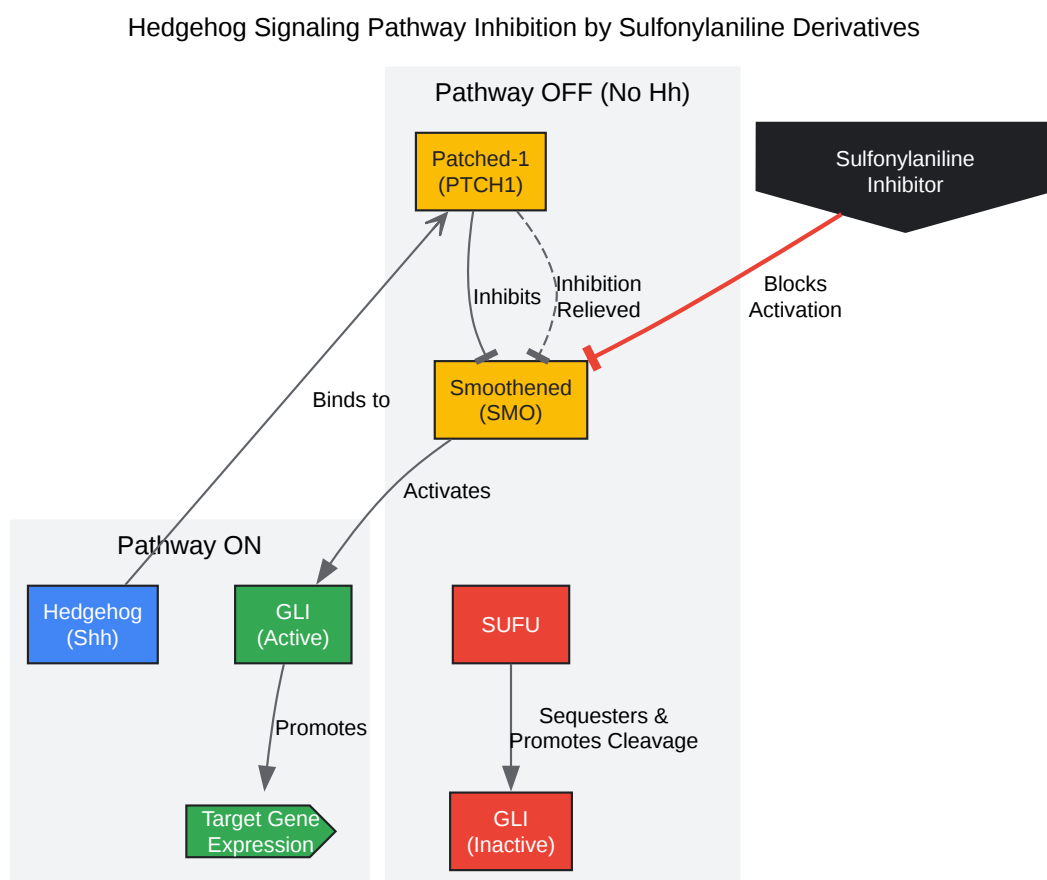 Hedgehog Signaling Pathway Inhibition by Sulfonylaniline Derivatives
Pathway OFF (No Hh)
Patched-1
(PTCH1)
Sulfonylaniline
Inhibitor
Inhibits
Inhibition
Relieved
Blocks
Activation
Smoothened
(SMO)
Binds to
Activates
Pathway ON
Hedgehog
(Shh)
GLI
(Active)
SUFU
Promotes
Sequesters &
Promotes Cleavage
Target Gene
Expression
GLI
(Inactive)